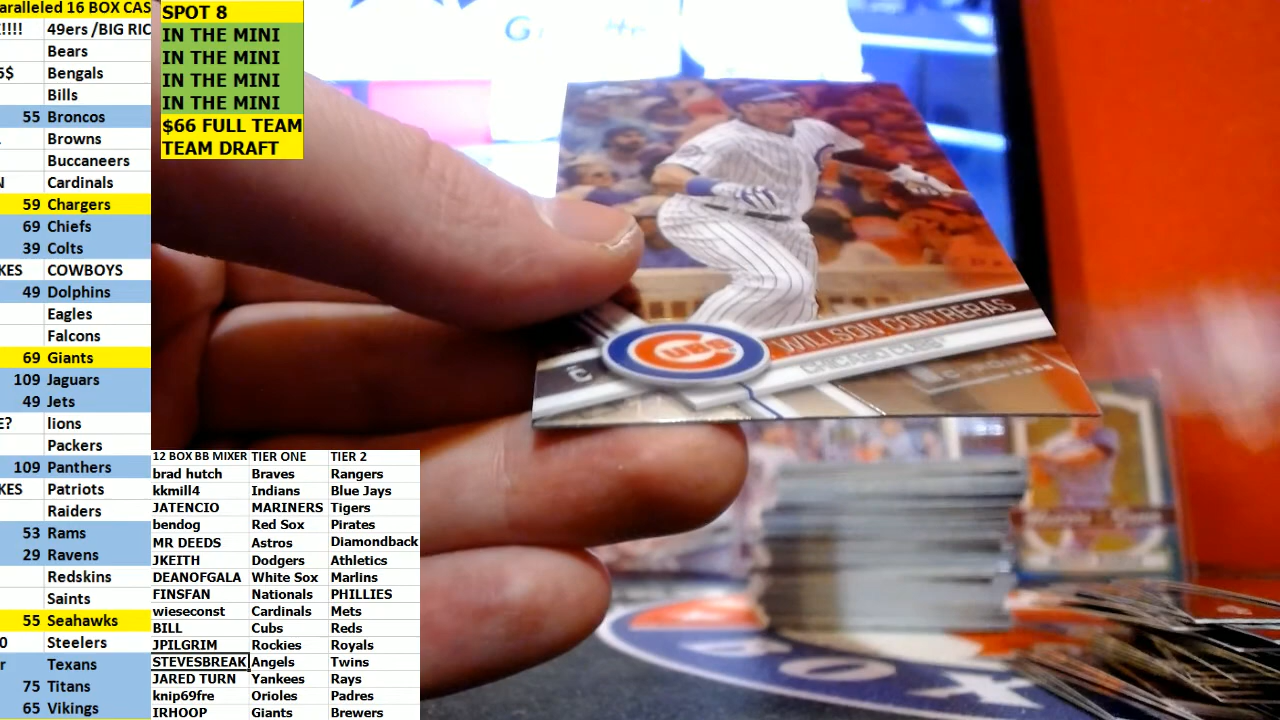 aralleled 16 BOX CAS
!!!! 49ers /BIG RIC
Bears
5$ Bengals
Bills
55 Broncos
Browns
Buccaneers
N Cardinals
59 Chargers
69 Chiefs
39 Colts
KES COWBOYS
49 Dolphins
Eagles
Falcons
69 Giants
109 Jaguars
49 Jets
E? lions
Packers
109 Panthers
KES Patriots
Raiders
53 Rams
29 Ravens
Redskins
Saints
55 Seahawks
0 Steelers
r Texans
75 Titans
65 Vikings
SPOT 8
IN THE MINI
IN THE MINI
IN THE MINI
IN THE MINI
$66 FULL TEAM
TEAM DRAFT
12 BOX BB MIXER TIER ONE TIER 2
brad hutch Braves Rangers
kkmill4 Indians Blue Jays
JATENCIO MARINERS Tigers
bendog Red Sox Pirates
MR DEEDS Astros Diamondback
JKEITH Dodgers Athletics
DEANOFGALA White Sox Marlins
FINSFAN Nationals PHILLIES
wieseconst Cardinals Mets
BILL Cubs Reds
JPILGRIM Rockies Royals
STEVESBREAK Angels Twins
JARED TURN Yankees Rays
knip69fre Orioles Padres
IRHOOP Giants Brewers
WILLSON CONTRERAS
CUBS
C
BOX